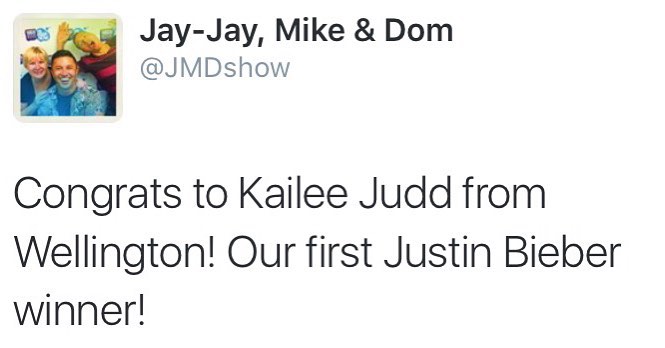 Jay-Jay, Mike & Dom
@JMDshow
Congrats to Kailee Judd from
Wellington! Our first Justin Bieber
winner!